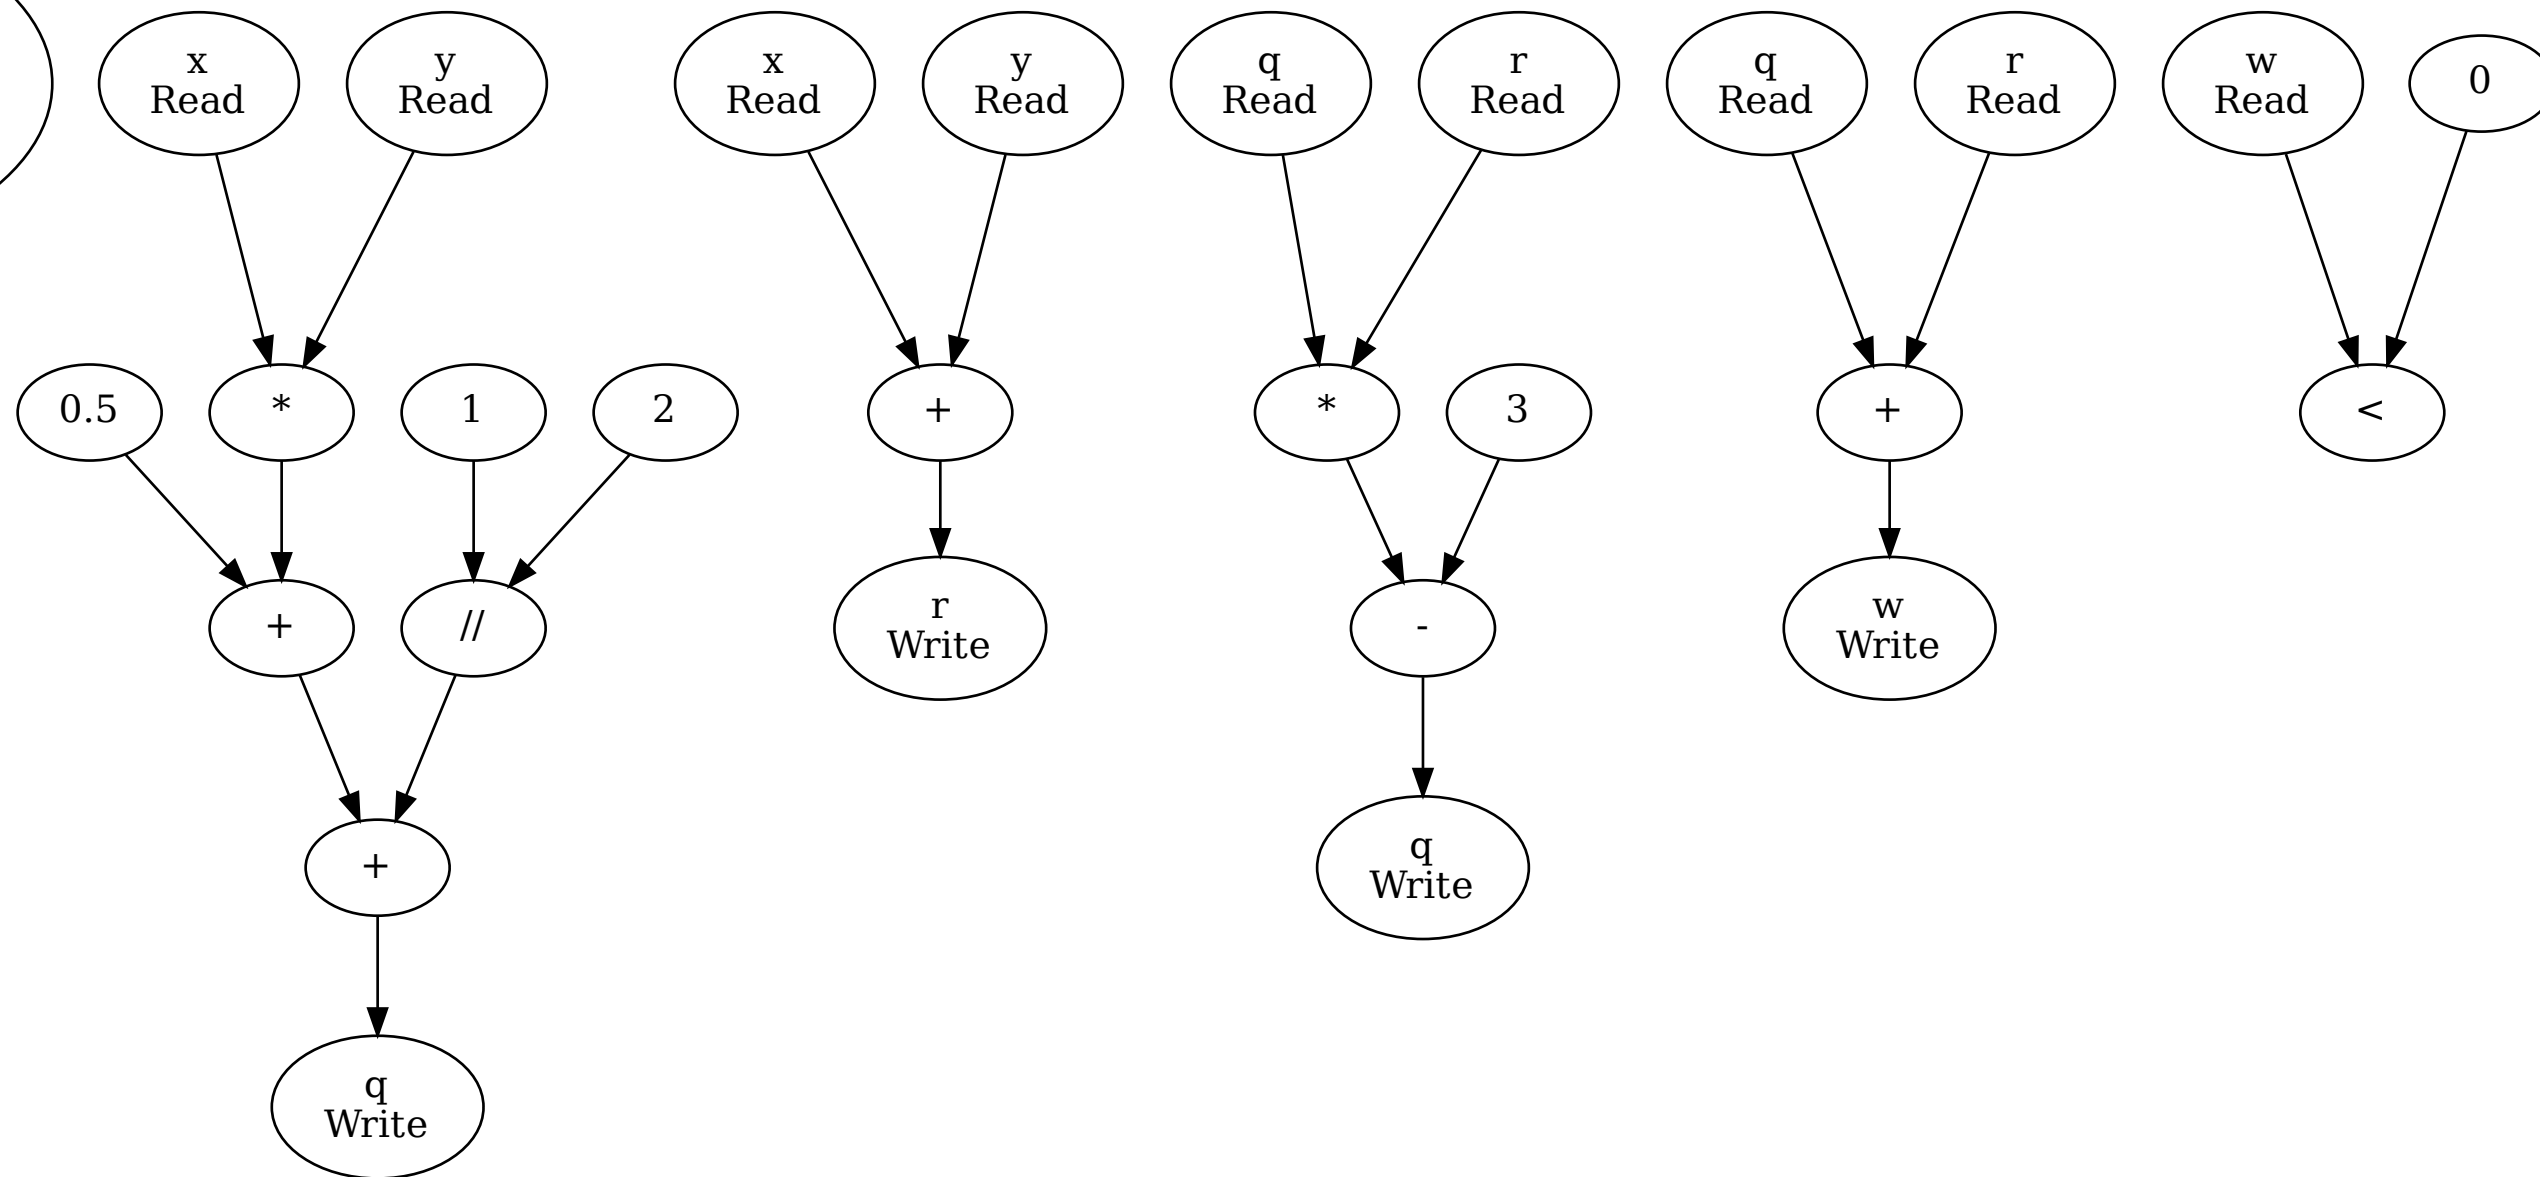 x
Read
y
Read
x
Read
y
Read
q
Read
r
Read
q
Read
r
Read
w
Read
0
0.5
*
1
2
+
*
3
+
<
+
//
r
Write
-
w
Write
+
q
Write
q
Write